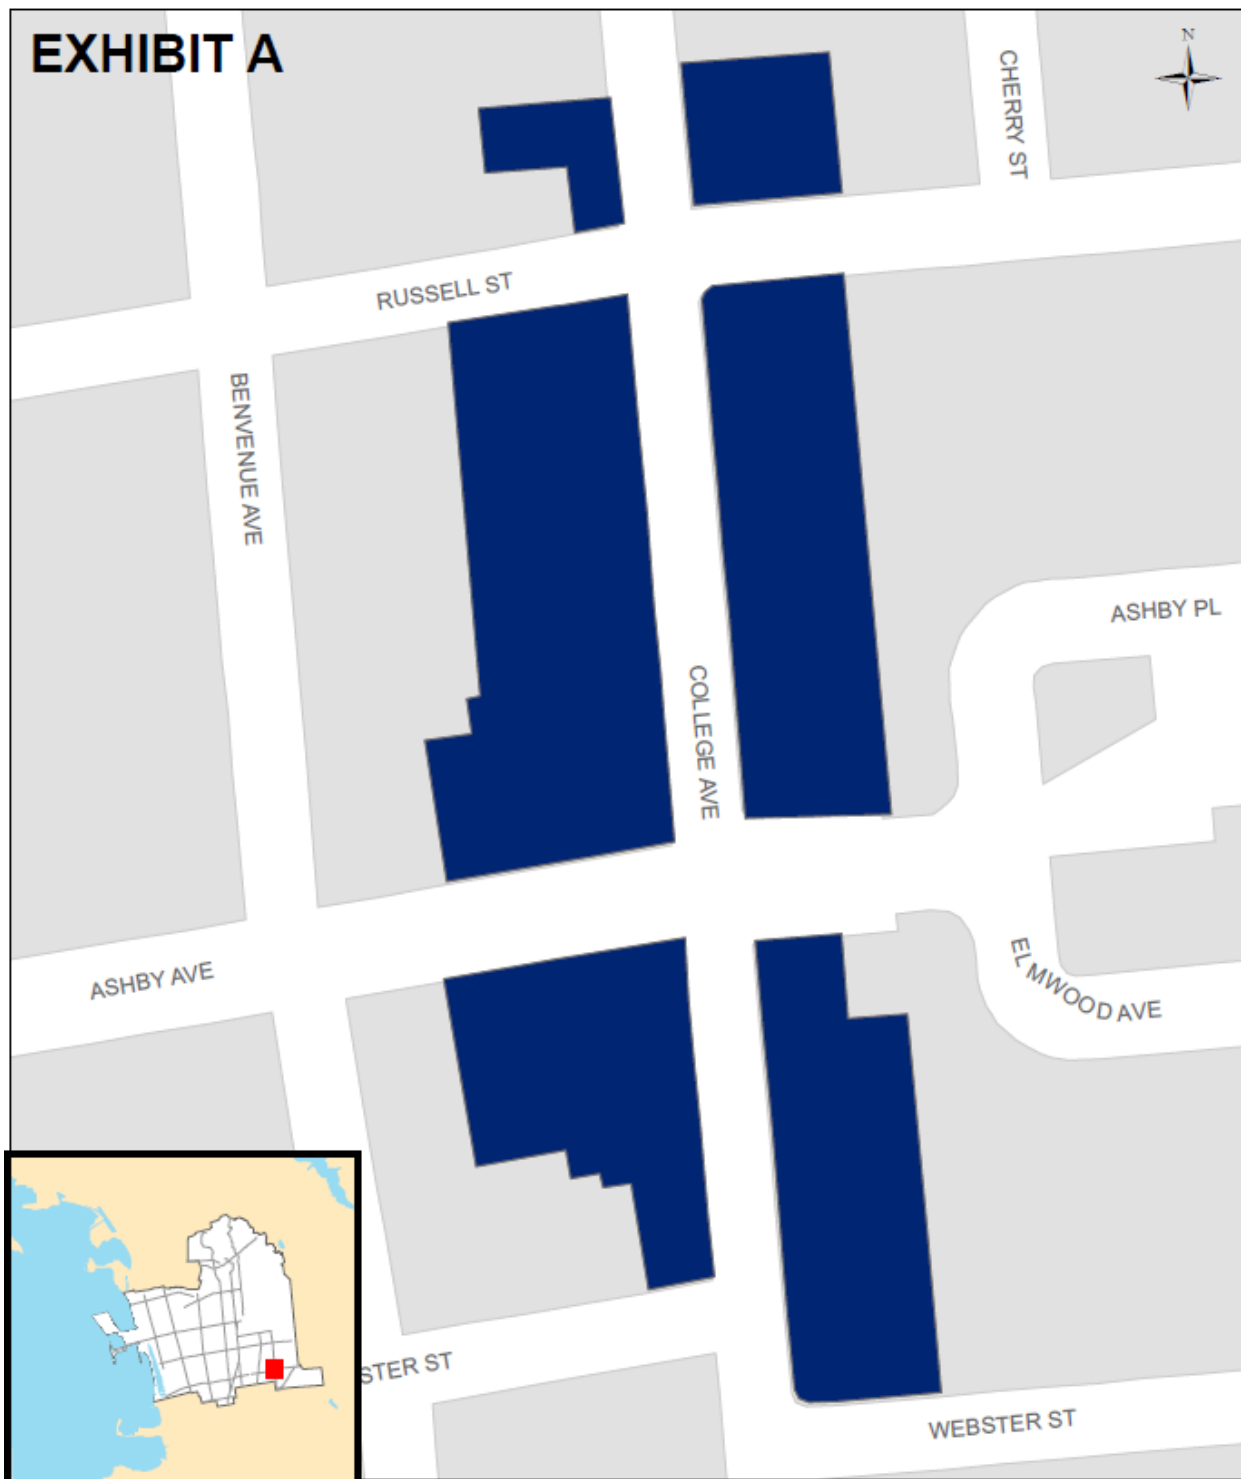 EXHIBIT A
N
CHERRY ST
RUSSELL ST
BENVENUE AVE
ASHBY PL
COLLEGE AVE
ASHBY AVE
ELMWOOD AVE
STER ST
WEBSTER ST